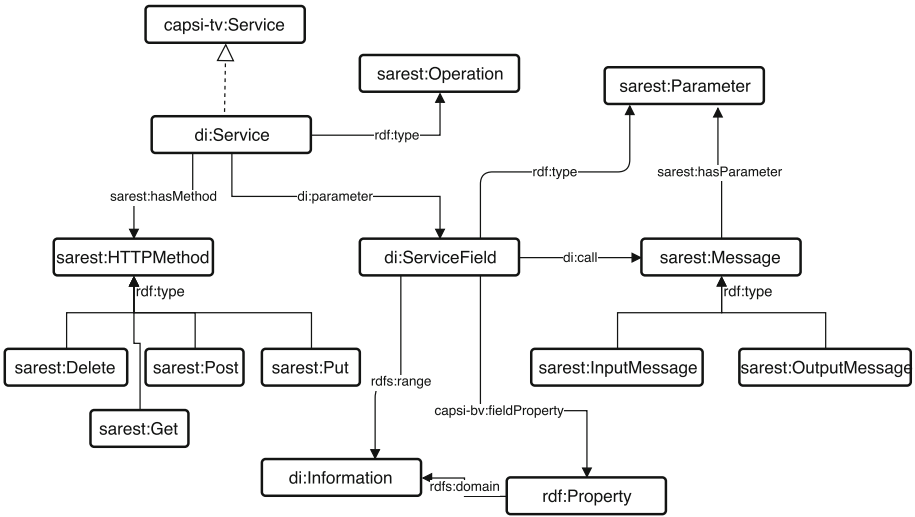 capsi-tv:Service
sarest:Operation
sarest:Parameter
di:Service
rdf:type
rdf:type
sarest:hasParameter
sarest:hasMethod
di:parameter
sarest:HTTPMethod
di:ServiceField
di:call
sarest:Message
rdf:type
rdf:type
sarest:Delete
sarest:Post
sarest:Put
sarest:InputMessage
sarest:OutputMessage
rdfs:range
capsi-bv:fieldProperty
sarest:Get
di:Information
rdfs:domain
rdf:Property